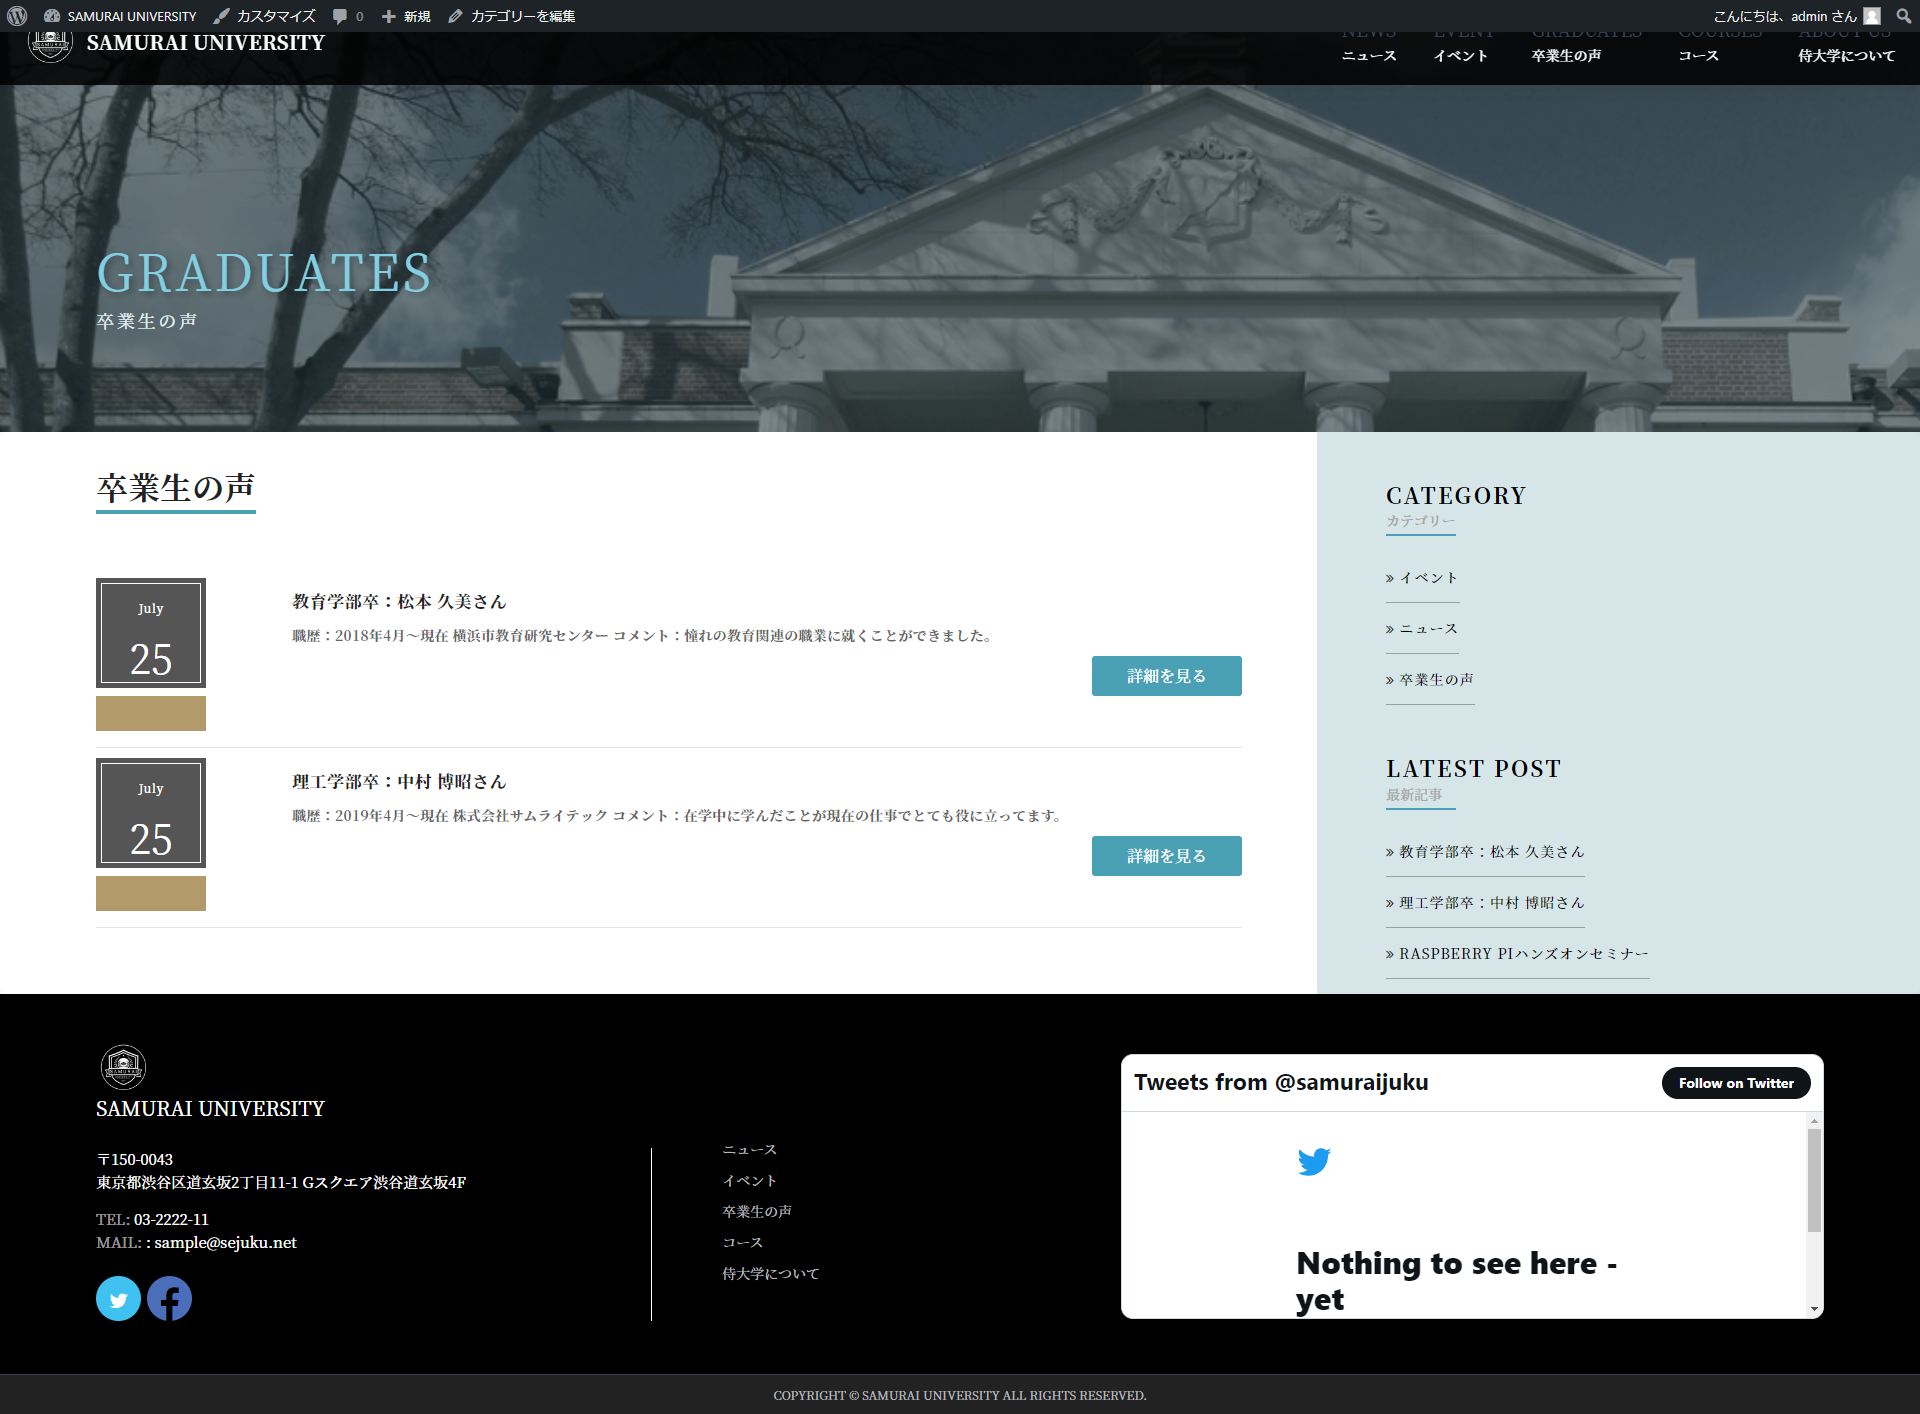 SAMURAI UNIVERSITY カスタマイズ 0 新規 カテゴリーを編集 こんにちは、admin さん
SAMURAI UNIVERSITY
NEWS EVENT GRADUATES COURSES ABOUT US
ニュース イベント 卒業生の声 コース 侍大学について
GRADUATES
卒業生の声
卒業生の声
July
25
教育学部卒：松本 久美さん
職歴：2018年4月～現在 横浜市教育研究センター コメント：憧れの教育関連の職業に就くことができました。
詳細を見る
July
25
理工学部卒：中村 博昭さん
職歴：2019年4月～現在 株式会社サムライテック コメント：在学中に学んだことが現在の仕事でとても役に立ってます。
詳細を見る
CATEGORY
カテゴリー
» イベント
» ニュース
» 卒業生の声
LATEST POST
最新記事
» 教育学部卒：松本 久美さん
» 理工学部卒：中村 博昭さん
» RASPBERRY PIハンズオンセミナー
SAMURAI UNIVERSITY
〒150-0043
東京都渋谷区道玄坂2丁目11-1 Gスクエア渋谷道玄坂4F
TEL: 03-2222-11
MAIL: : sample@sejuku.net
ニュース
イベント
卒業生の声
コース
侍大学について
Tweets from @samuraijuku
Follow on Twitter
Nothing to see here -
yet
COPYRIGHT © SAMURAI UNIVERSITY ALL RIGHTS RESERVED.